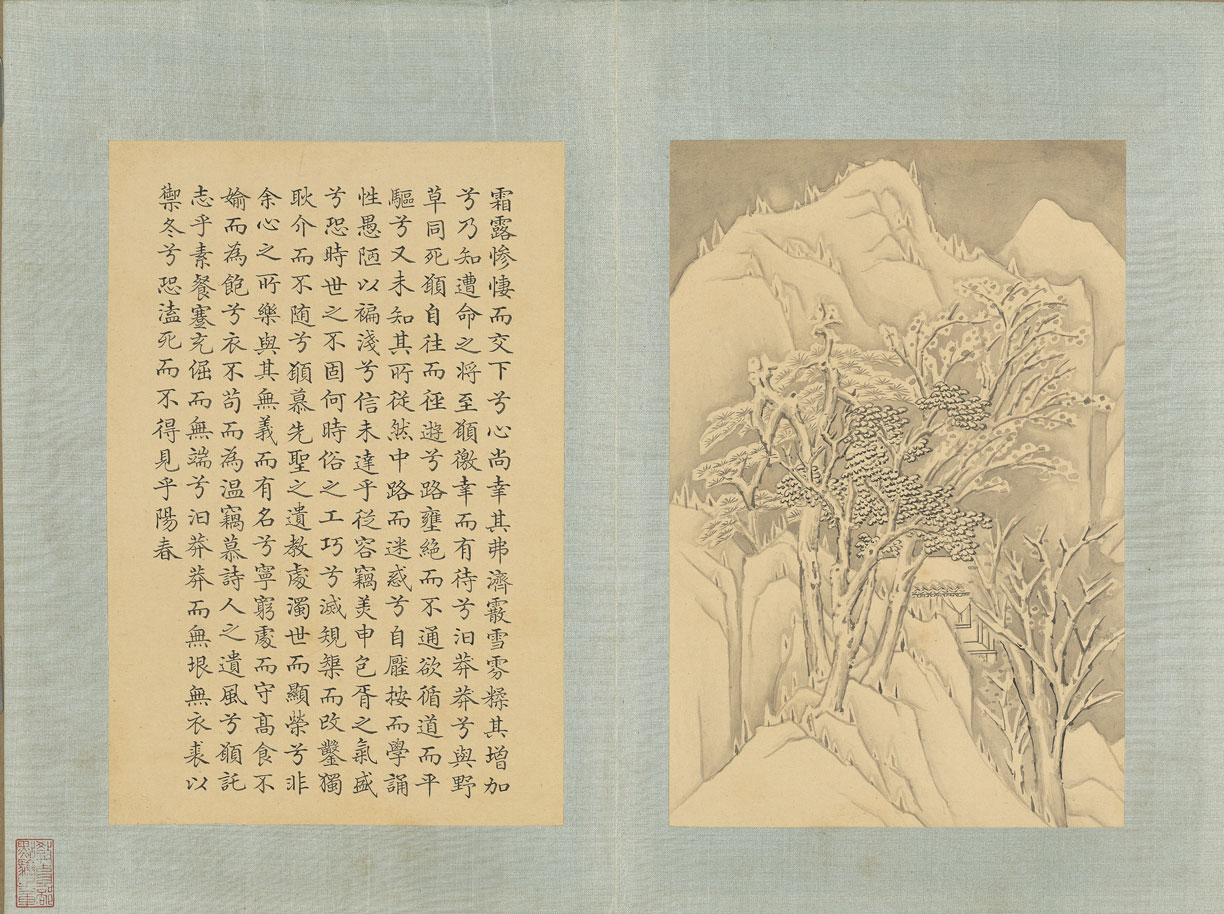 霜露慘悽而交下兮心尚幸其弗濟霰雪雰糅其增加
兮乃知遭命之將至願徼幸而有待兮汩莽莽兮與野
草同死願自往而徑遊兮路壅絕而不通欲循道而平
驅兮又未知其所從然中路而迷惑兮自壓按而學誦
性愚陋以褊淺兮信未達乎從容竊美申包胥之氣盛
兮恐時世之不固何時俗之工巧兮滅規榘而改鑿獨
耿介而不随兮願慕先聖之遺教處濁世而顯榮兮非
余心之所樂與其無義而有名兮寧窮處而守高食不
媮而為飽兮衣不苟而為温竊慕詩人之遺風兮願託
志乎素餐蹇充倔而無端兮汩莽莽而無垠無衣裘以
禦冬兮恐溘死而不得見乎陽春